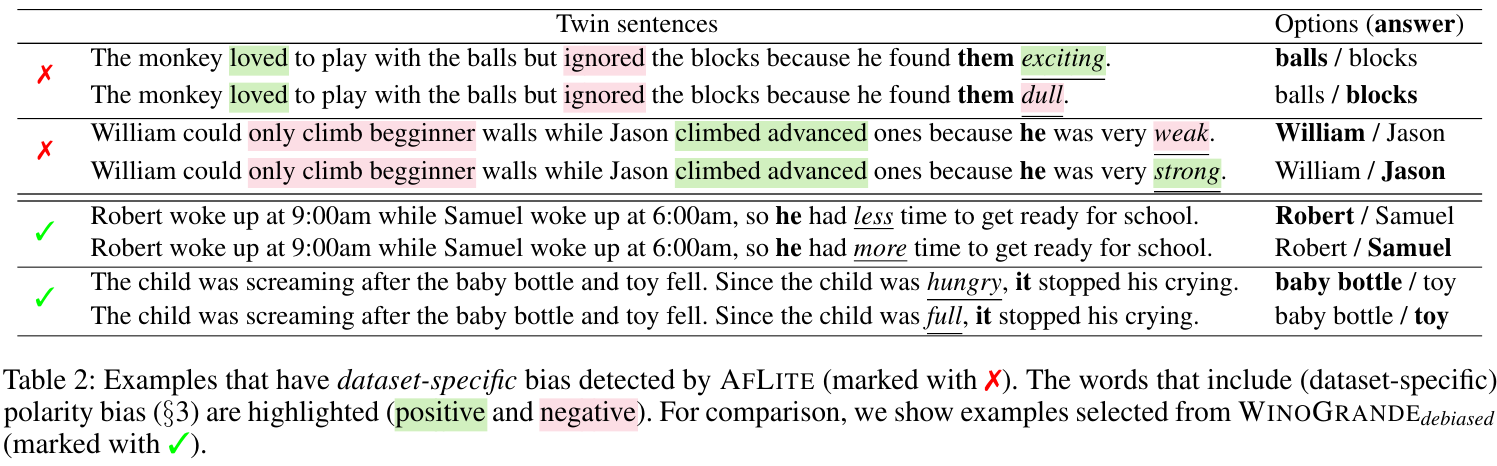 Twin sentences Options (answer)
✗ The monkey loved to play with the balls but ignored the blocks because he found them exciting. balls / blocks
The monkey loved to play with the balls but ignored the blocks because he found them dull. balls / blocks
✗ William could only climb begginner walls while Jason climbed advanced ones because he was very weak. William / Jason
William could only climb begginner walls while Jason climbed advanced ones because he was very strong. William / Jason
✓ Robert woke up at 9:00am while Samuel woke up at 6:00am, so he had less time to get ready for school. Robert / Samuel
Robert woke up at 9:00am while Samuel woke up at 6:00am, so he had more time to get ready for school. Robert / Samuel
✓ The child was screaming after the baby bottle and toy fell. Since the child was hungry, it stopped his crying. baby bottle / toy
The child was screaming after the baby bottle and toy fell. Since the child was full, it stopped his crying. baby bottle / toy
Table 2: Examples that have dataset-specific bias detected by AFLITE (marked with ✗). The words that include (dataset-specific)
polarity bias (§3) are highlighted (positive and negative). For comparison, we show examples selected from WINOGRANDEdebiased
(marked with ✓).